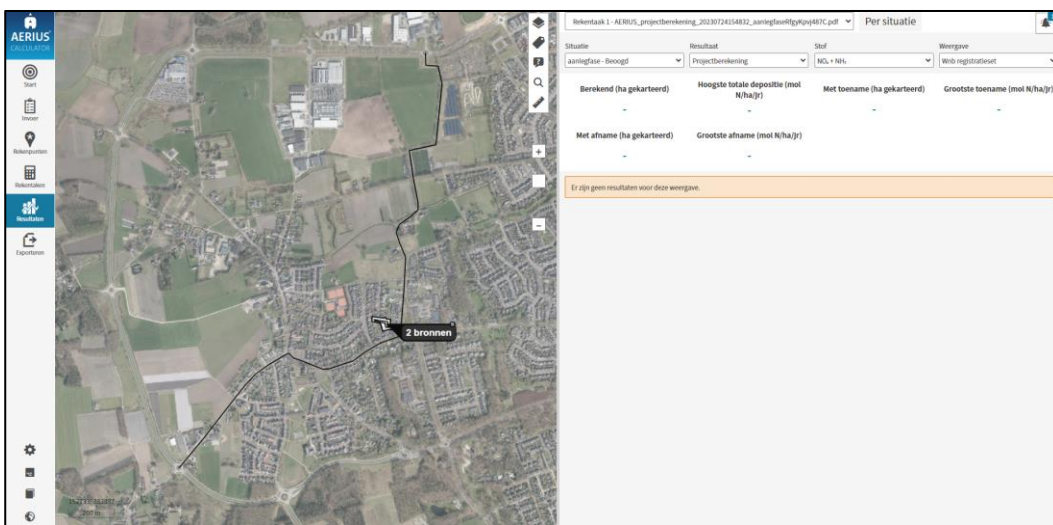 AERIUS
CALCULATOR
Start
Invoer
Rekenpunten
Rekentaken
Resultaten
Exporteren
2 bronnen
Rekentaak 1 - AERIUS_projectberekening_20230724154832_aanlegfaseRfgyKpvj487C.pdf
Per situatie
Situatie
Resultaat
Stof
Weergave
aanlegfase - Beoogd
Projectberekening
NOₓ + NH₃
Wnb registratieset
Berekend (ha gekarteerd)
Hoogste totale depositie (mol
N/ha/jr)
Met toename (ha gekarteerd)
Grootste toename (mol N/ha/jr)
-
-
-
-
Met afname (ha gekarteerd)
Grootste afname (mol N/ha/jr)
-
-
Er zijn geen resultaten voor deze weergave.